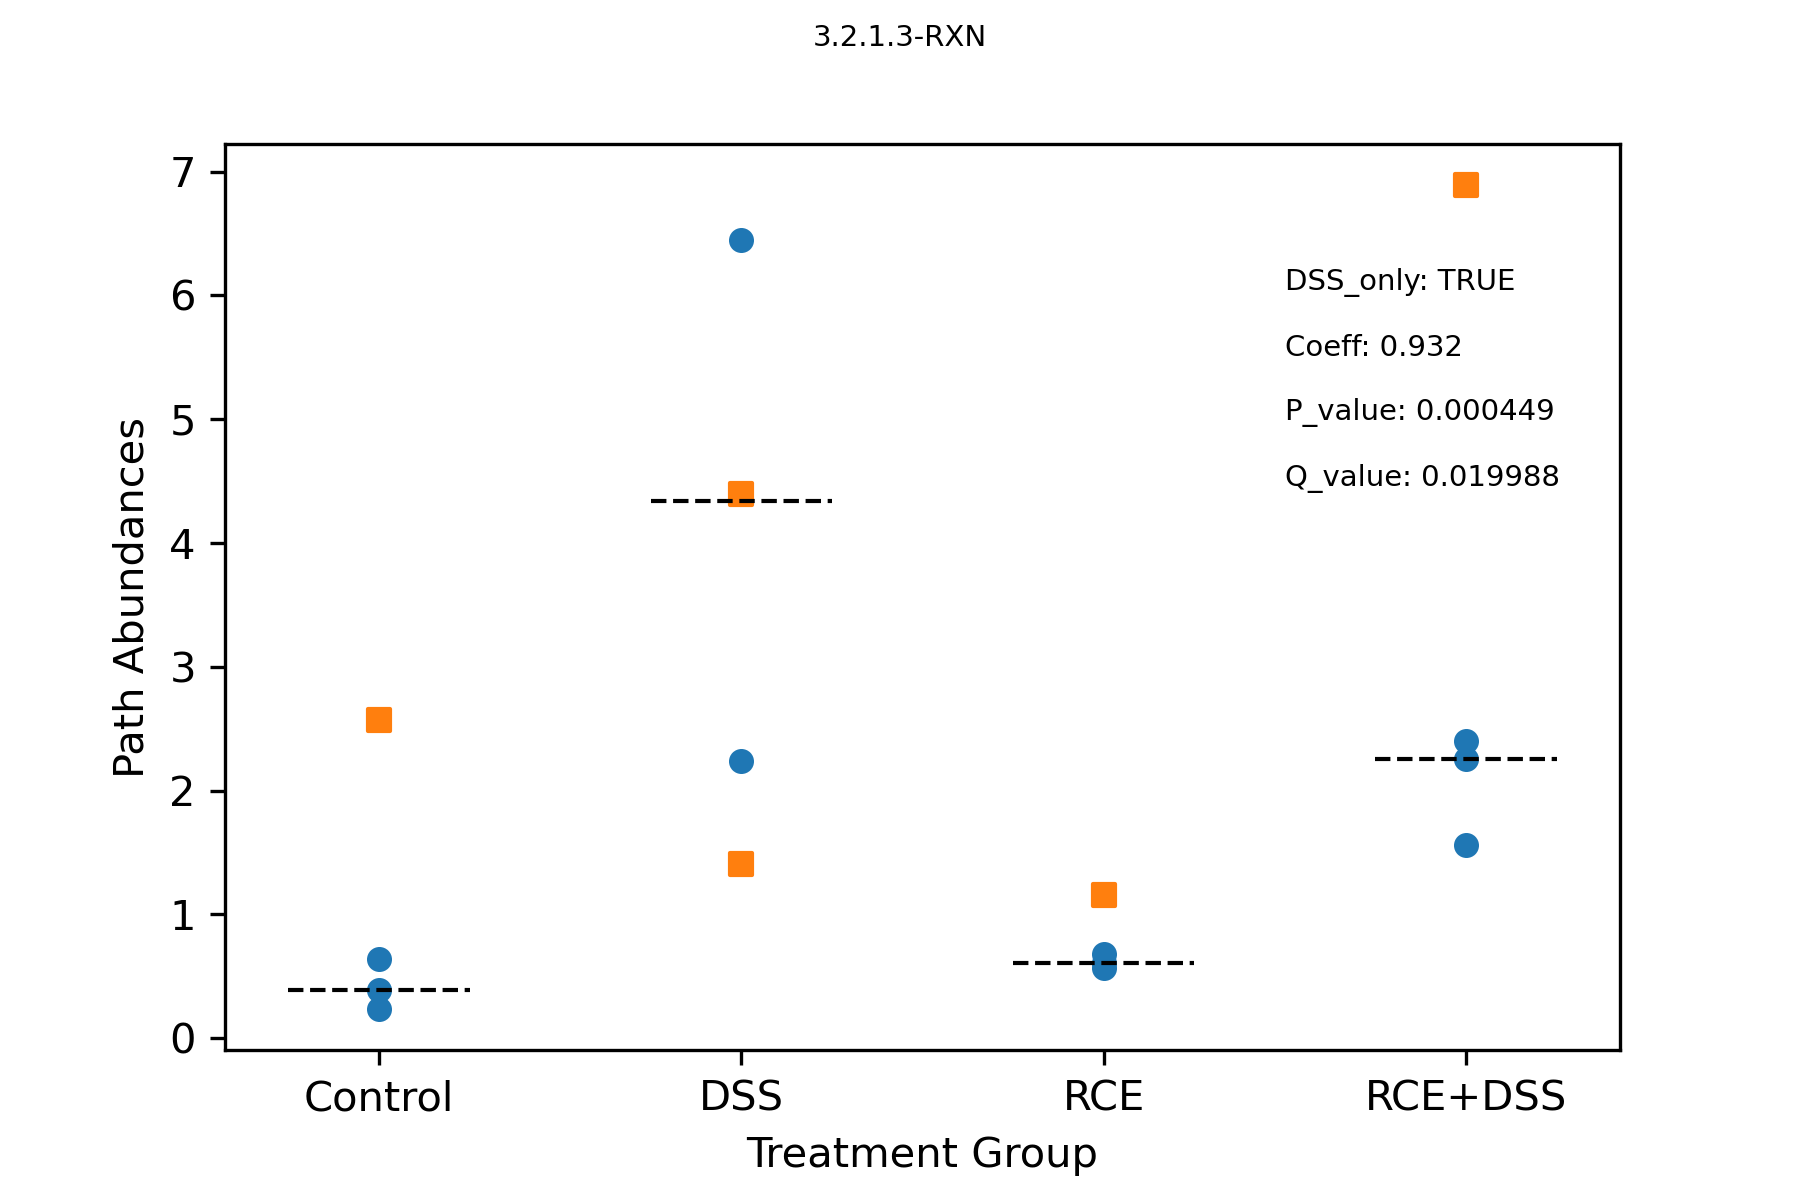 3.2.1.3-RXN
7
6
5
4
3
2
1
0
Path Abundances
DSS_only: TRUE
Coeff: 0.932
P_value: 0.000449
Q_value: 0.019988
Control DSS RCE RCE+DSS
Treatment Group